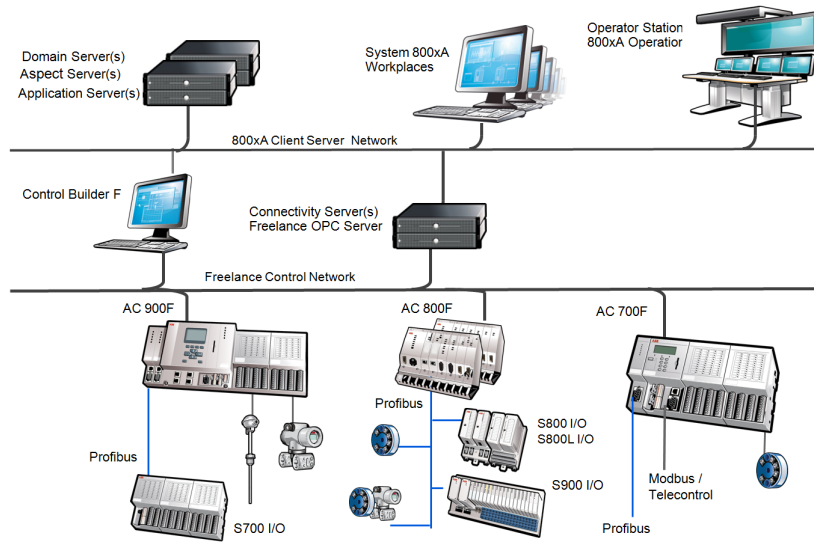 Domain Server(s)
Aspect Server(s)
Application Server(s)
System 800xA
Workplaces
Operator Station
800xA Operation
800xA Client Server Network
Control Builder F
Connectivity Server(s)
Freelance OPC Server
Freelance Control Network
AC 900F
AC 800F
AC 700F
Profibus
S800 I/O
S800L I/O
Profibus
Modbus /
Telecontrol
S900 I/O
S700 I/O
Profibus